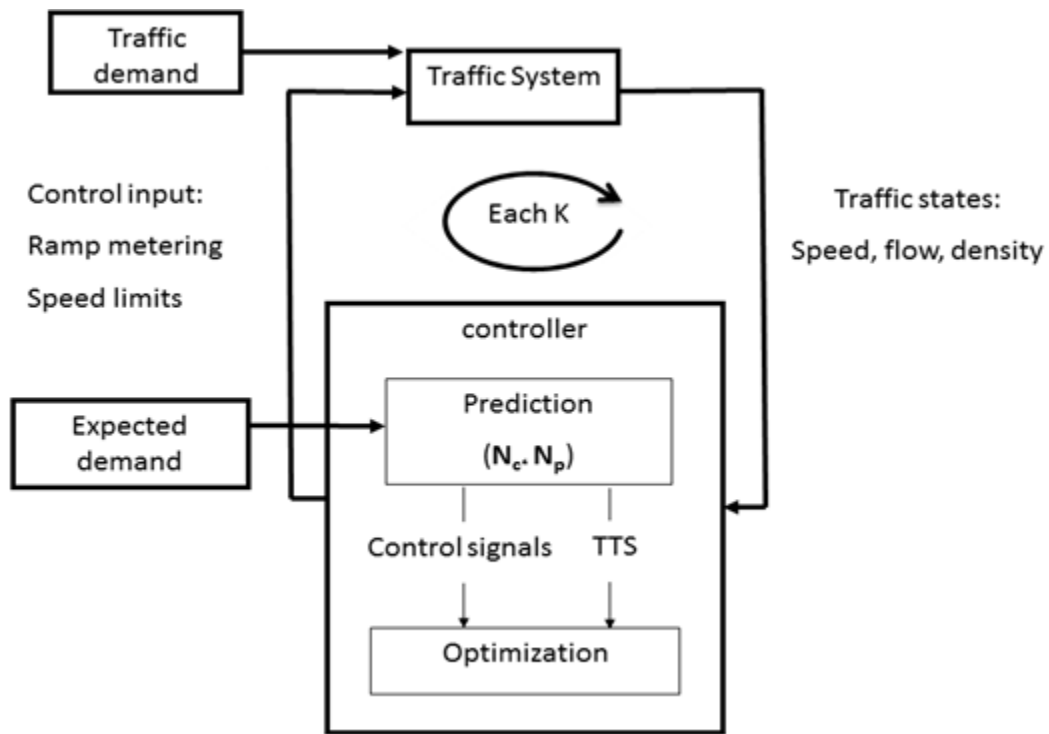 Traffic
demand
Traffic System
Control input:
Ramp metering
Speed limits
Each K
Traffic states:
Speed, flow, density
controller
Prediction
(Nc, Np)
Expected
demand
Control signals
TTS
Optimization